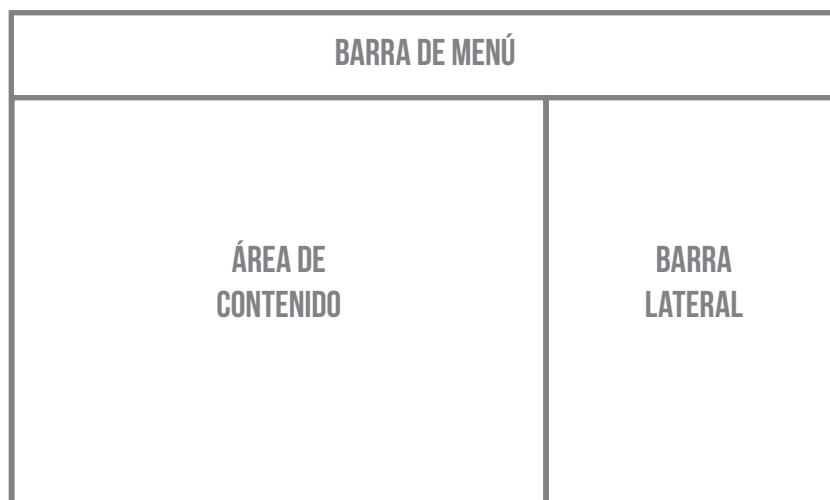 BARRA DE MENÚ
ÁREA DE
CONTENIDO
BARRA
LATERAL